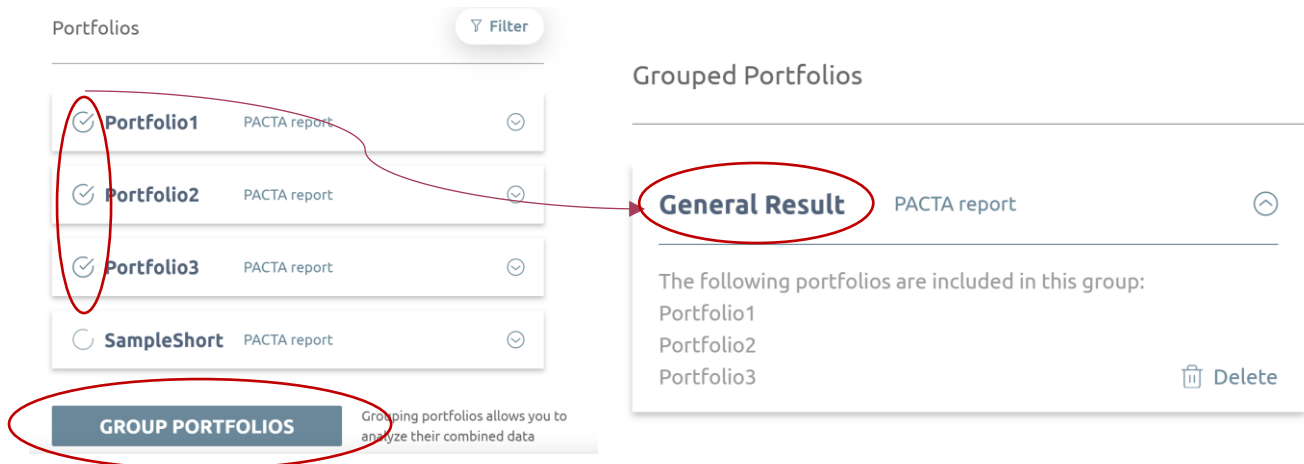 Portfolios
Filter
Portfolio1 PACTA report
Portfolio2 PACTA report
Portfolio3 PACTA report
SampleShort PACTA report
GROUP PORTFOLIOS
Grouping portfolios allows you to
analyze their combined data
Grouped Portfolios
General Result PACTA report
The following portfolios are included in this group:
Portfolio1
Portfolio2
Portfolio3
Delete